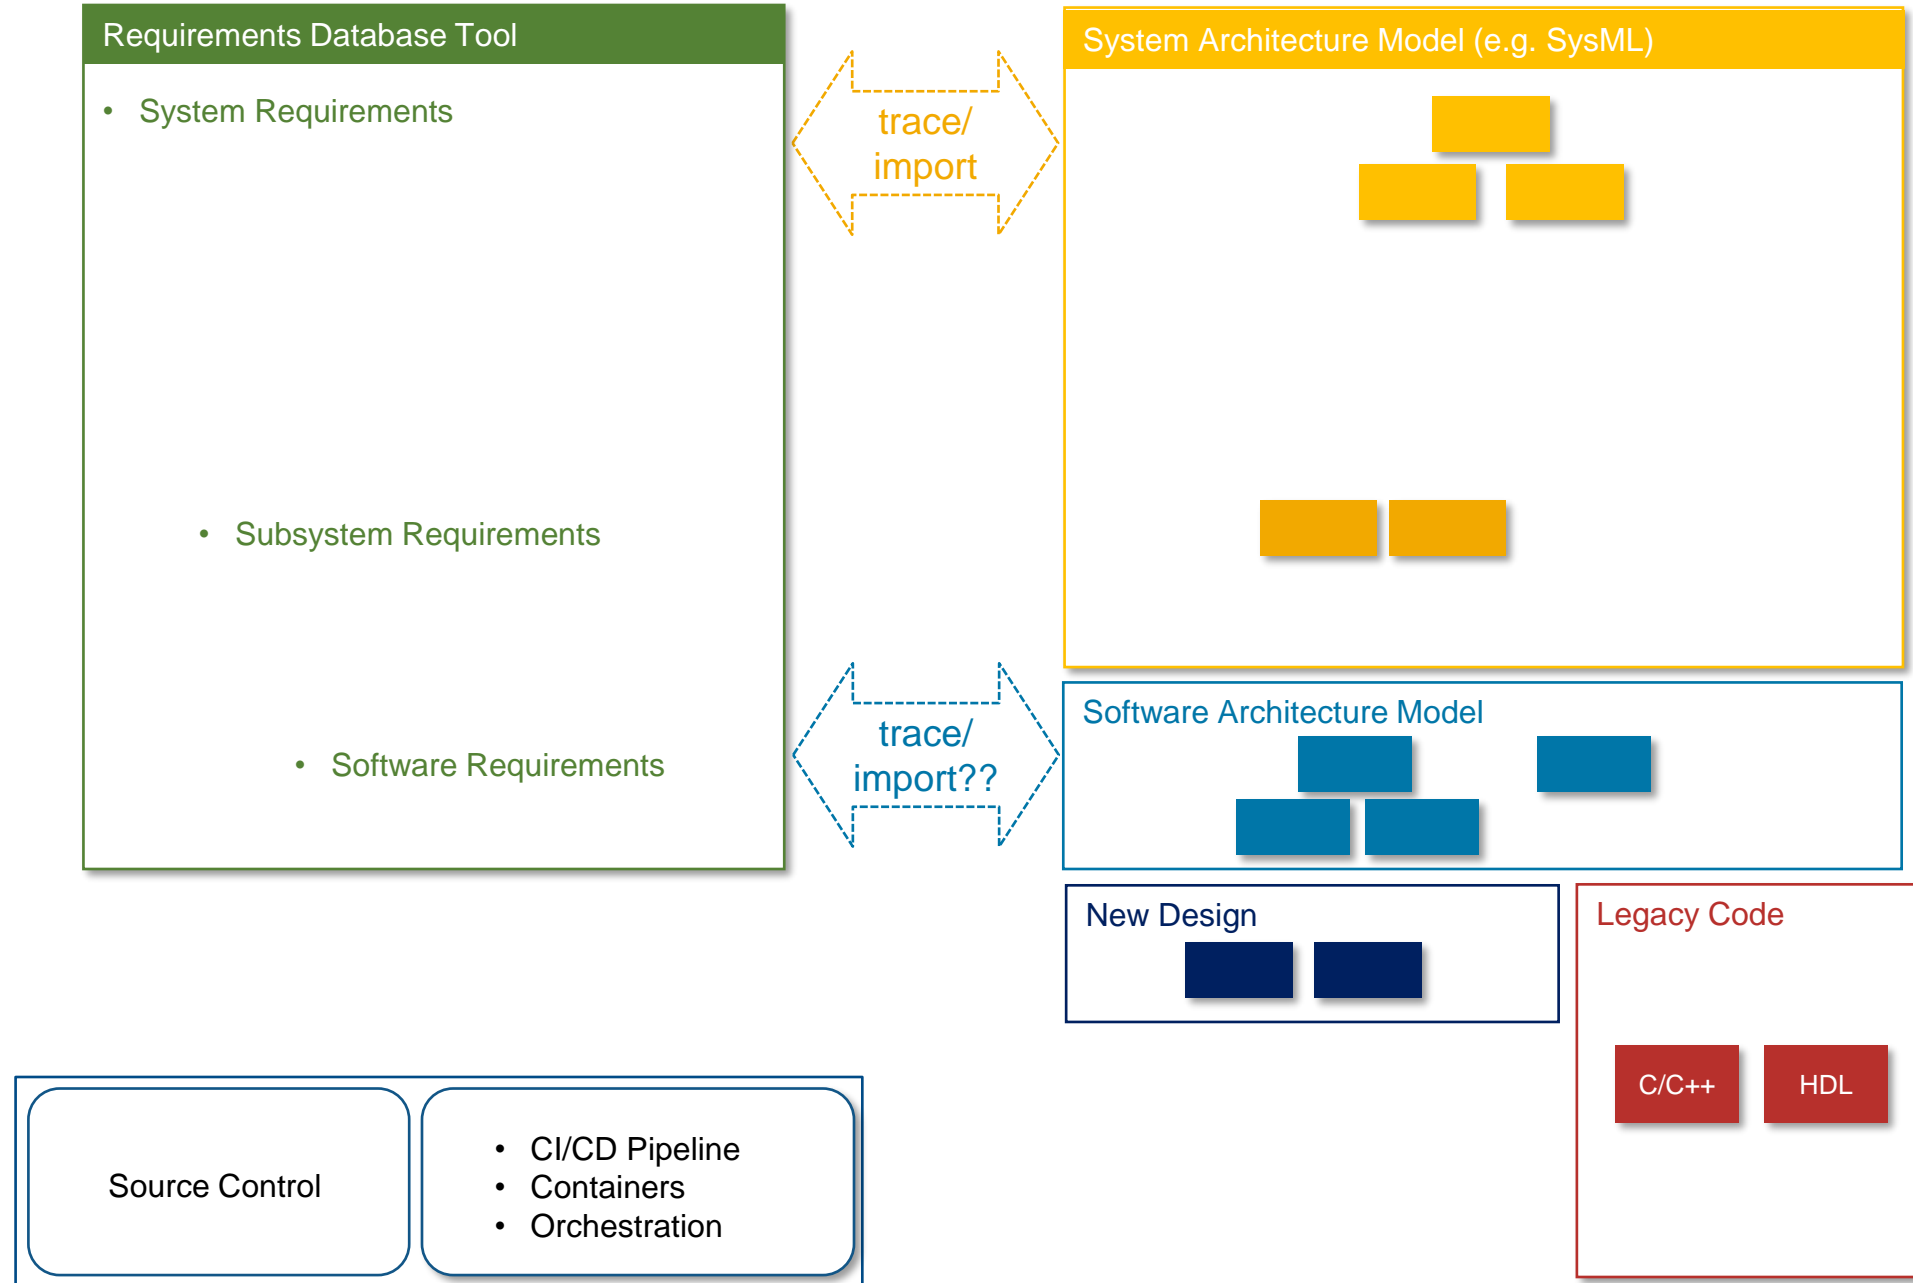 Requirements Database Tool
• System Requirements
• Subsystem Requirements
• Software Requirements
trace/
import
trace/
import??
System Architecture Model (e.g. SysML)
Software Architecture Model
New Design
Legacy Code
C/C++
HDL
Source Control
• CI/CD Pipeline
• Containers
• Orchestration